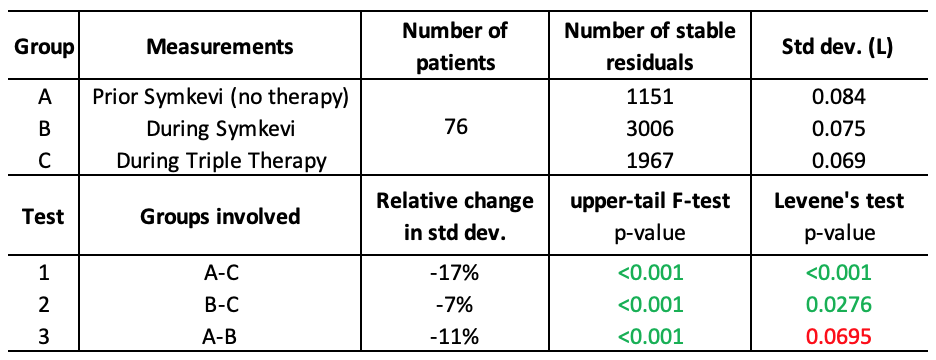 Group Measurements Number of patients Number of stable residuals Std dev. (L)
A Prior Symkevi (no therapy) 76 1151 0.084
B During Symkevi 3006 0.075
C During Triple Therapy 1967 0.069
Test Groups involved Relative change in std dev. upper-tail F-test p-value Levene's test p-value
1 A-C -17% <0.001 <0.001
2 B-C -7% <0.001 0.0276
3 A-B -11% <0.001 0.0695